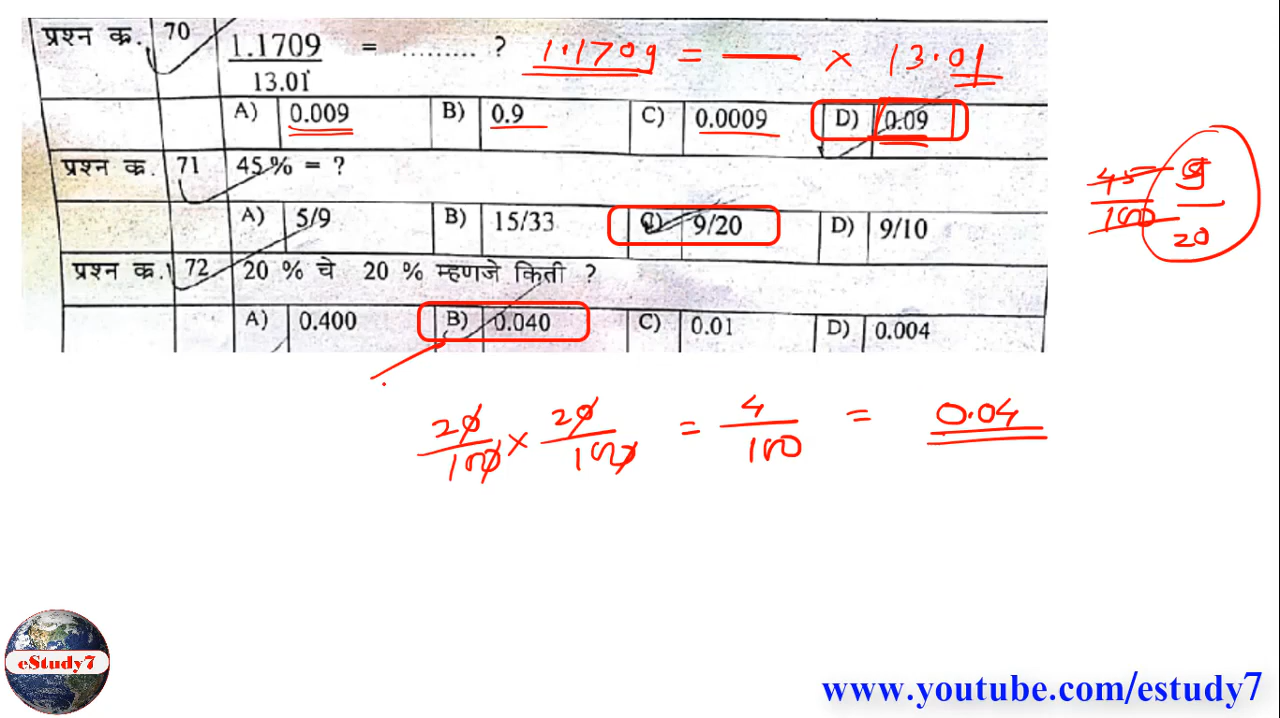 प्रश्न क्र. 70 1.1709 / 13.01 = ......... ? 1.1709 = — × 13.01
A) 0.009 B) 0.9 C) 0.0009 D) 0.09
प्रश्न क्र. 71 45% = ?
A) 5/9 B) 15/33 C) 9/20 D) 9/10
45/100 9/20
प्रश्न क्र. 72 20 % चे 20 % म्हणजे किती ?
A) 0.400 B) 0.040 C) 0.01 D) 0.004
20/100 × 20/100 = 4/100 = 0.04
eStudy7
www.youtube.com/estudy7